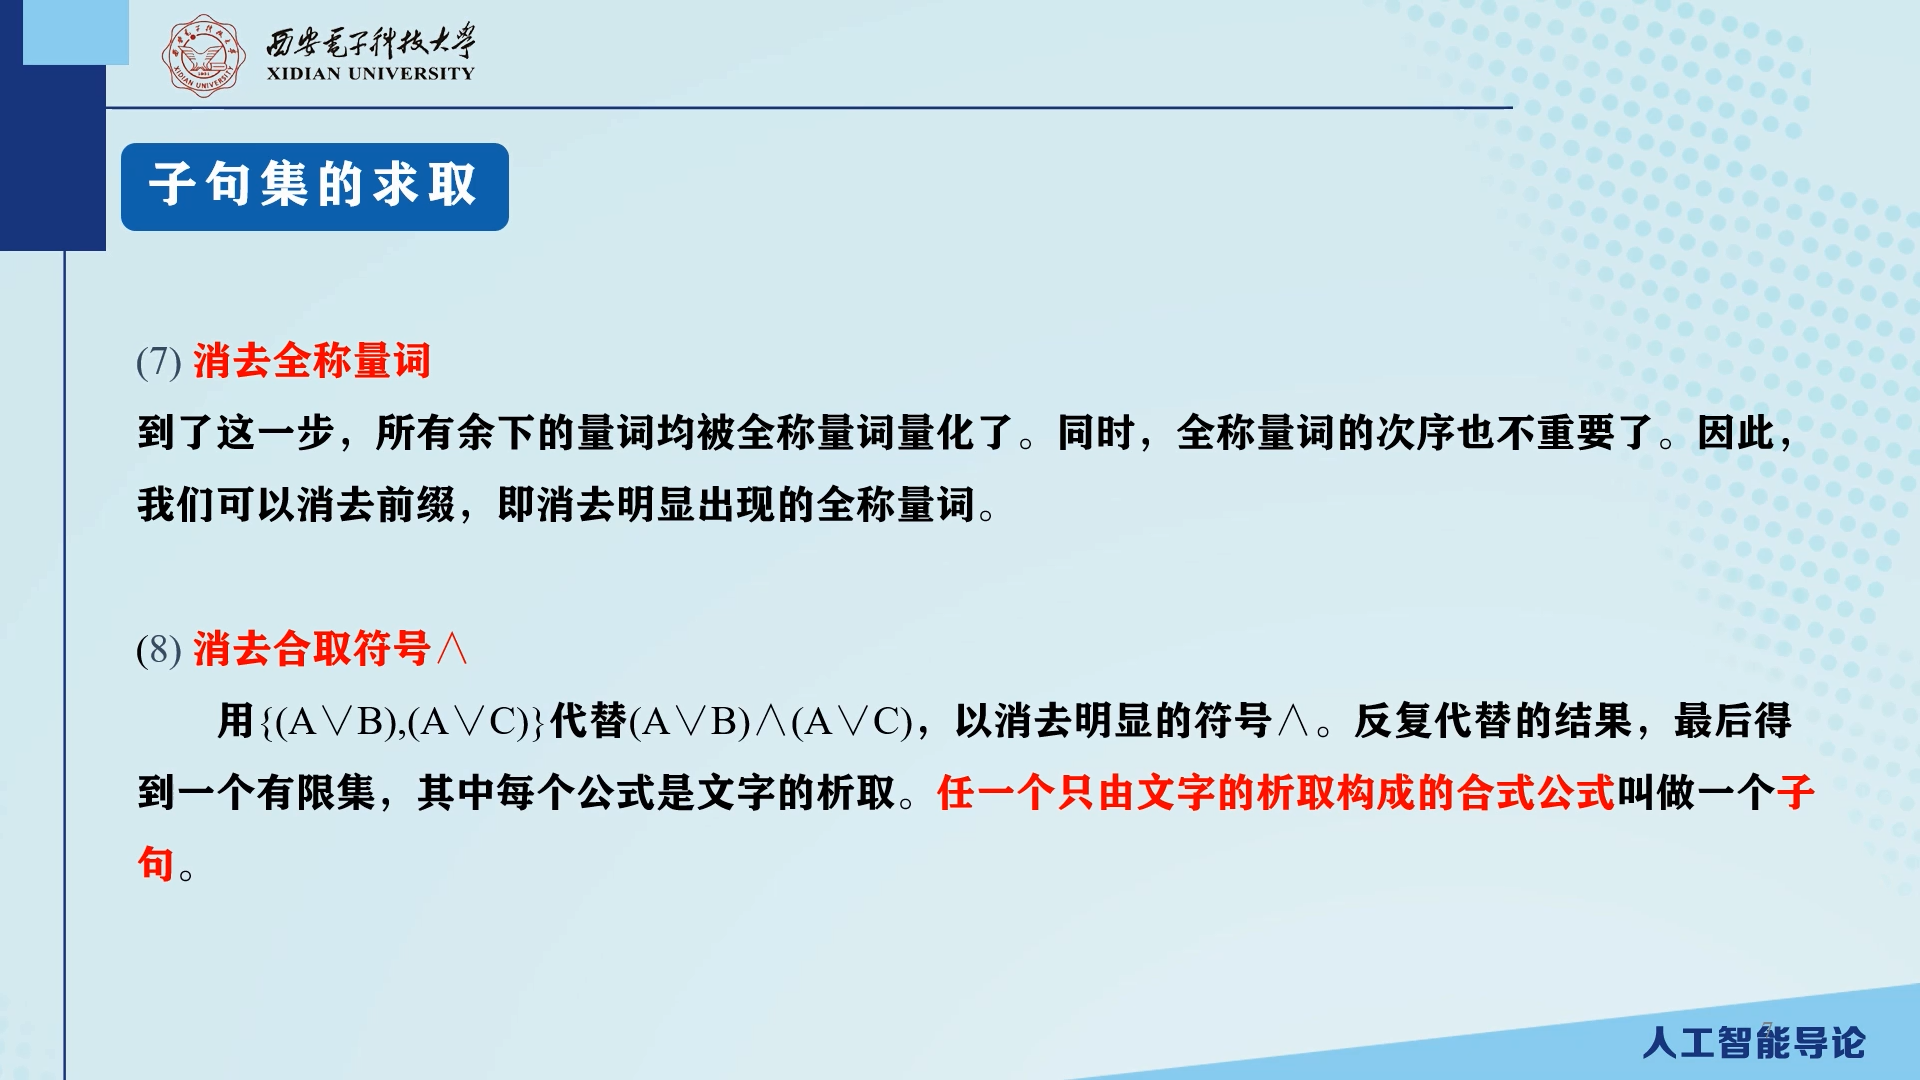 西安电子科技大学
XIDIAN UNIVERSITY
子句集的求取
(7) 消去全称量词
到了这一步，所有余下的量词均被全称量词量化了。同时，全称量词的次序也不重要了。因此，
我们可以消去前缀，即消去明显出现的全称量词。
(8) 消去合取符号∧
用{(A∨B),(A∨C)}代替(A∨B)∧(A∨C)，以消去明显的符号∧。反复代替的结果，最后得
到一个有限集，其中每个公式是文字的析取。任一个只由文字的析取构成的合式公式叫做一个子
句。
7
人工智能导论